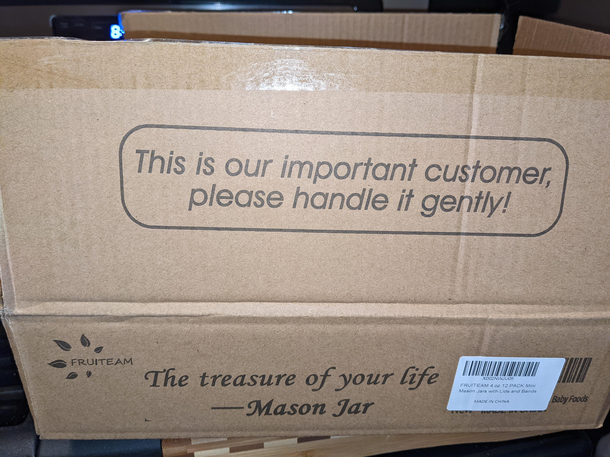 8
This is our important customer,
please handle it gently!
FRUITEAM
The treasure of your life
—Mason Jar
FRUITEAM 4 oz 12 PACK Mini
Mason Jars with Lids and Bands
MADE IN CHINA
Baby Foods